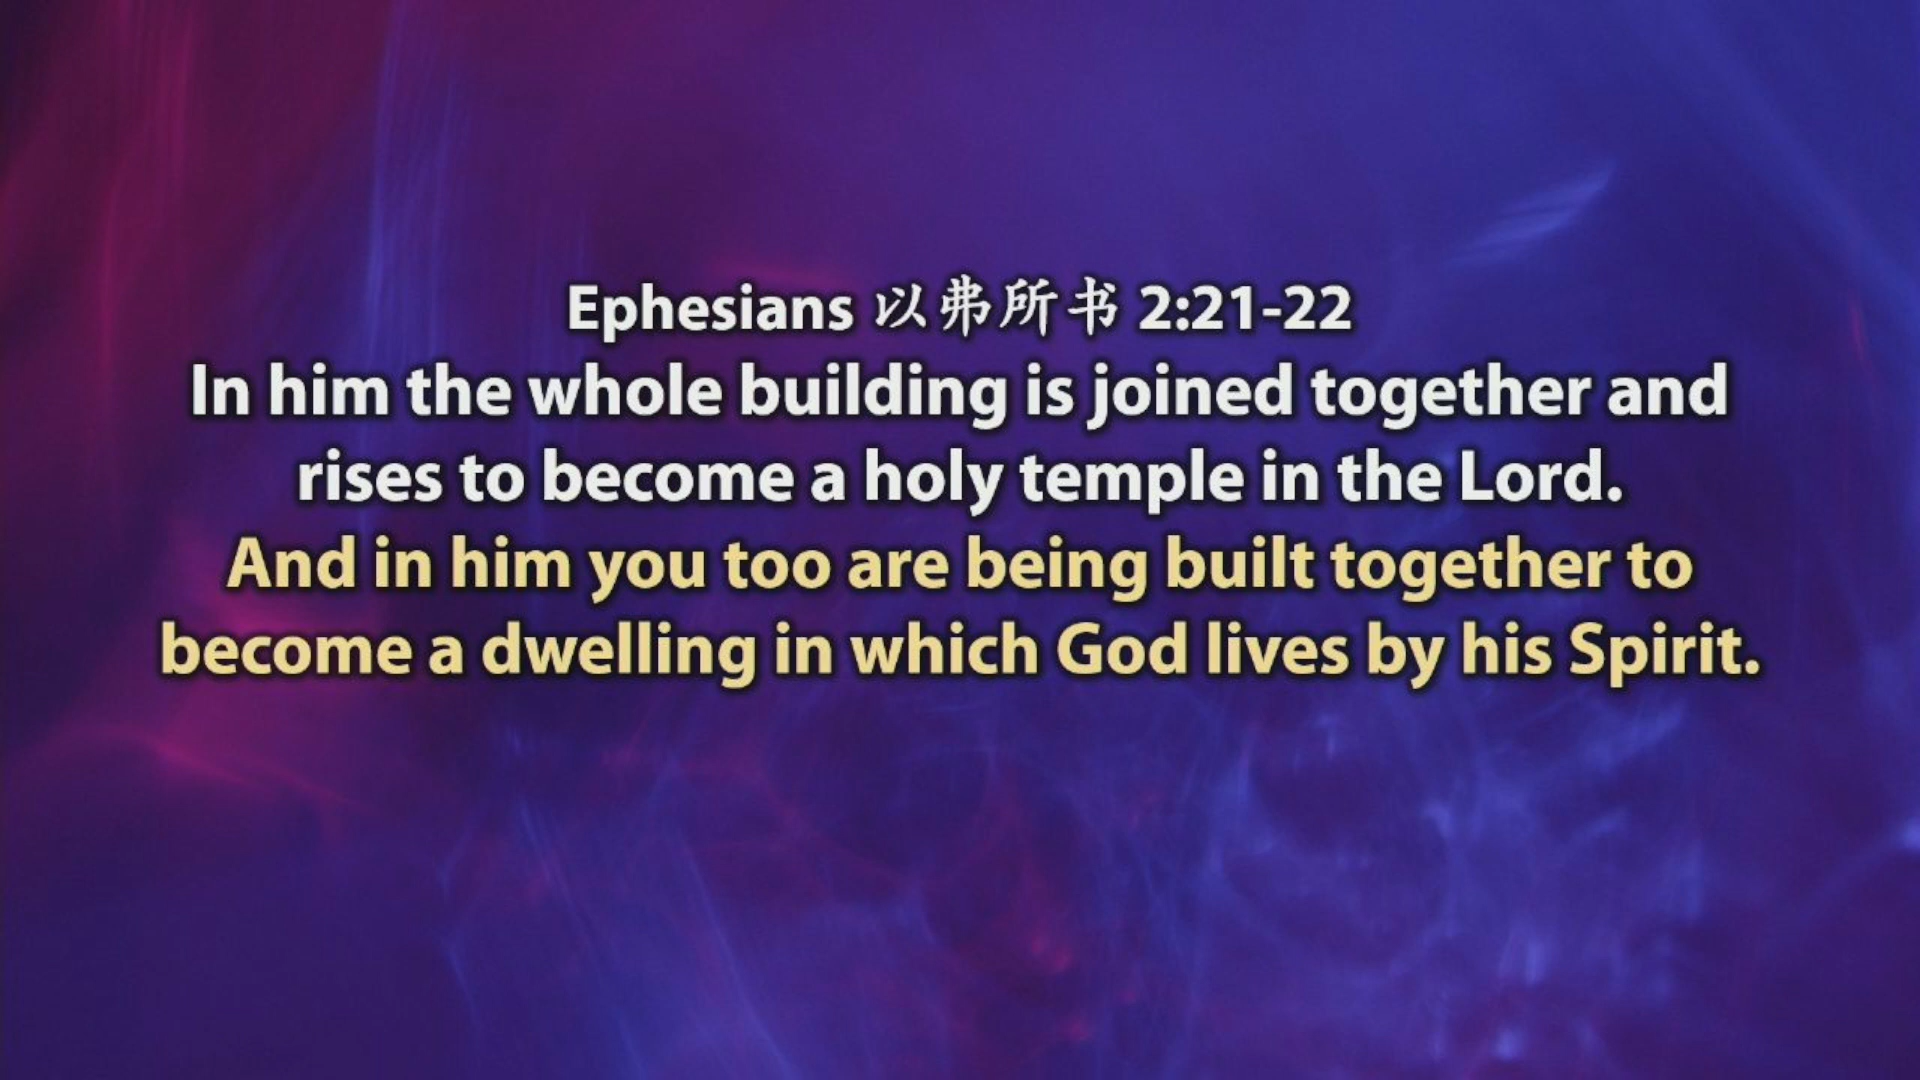 Ephesians 以弗所书 2:21-22
In him the whole building is joined together and
rises to become a holy temple in the Lord.
And in him you too are being built together to
become a dwelling in which God lives by his Spirit.